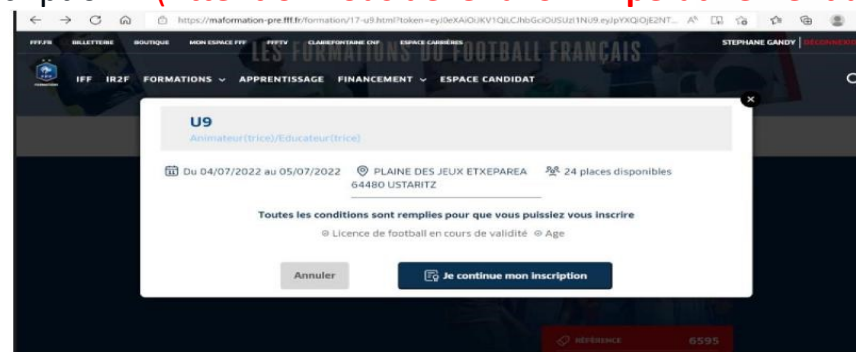 https://maformation-pre.fff.fr/formation/17-u9.html?token=
FFF.FR BILLETTERIE BOUTIQUE MON ESPACE FFF FFFTV CLAIREFONTAINE CNF ESPACE CARRIÈRES STEPHANE GANDY DÉCONNEXION
LES FORMATIONS DU FOOTBALL FRANÇAIS
IFF IR2F FORMATIONS APPRENTISSAGE FINANCEMENT ESPACE CANDIDAT
U9
Animateur(trice)/Educateur(trice)
Du 04/07/2022 au 05/07/2022 PLAINE DES JEUX ETXEPAREA 24 places disponibles
64480 USTARITZ
Toutes les conditions sont remplies pour que vous puissiez vous inscrire
Licence de football en cours de validité Age
Annuler Je continue mon inscription
RÉFÉRENCE 6595